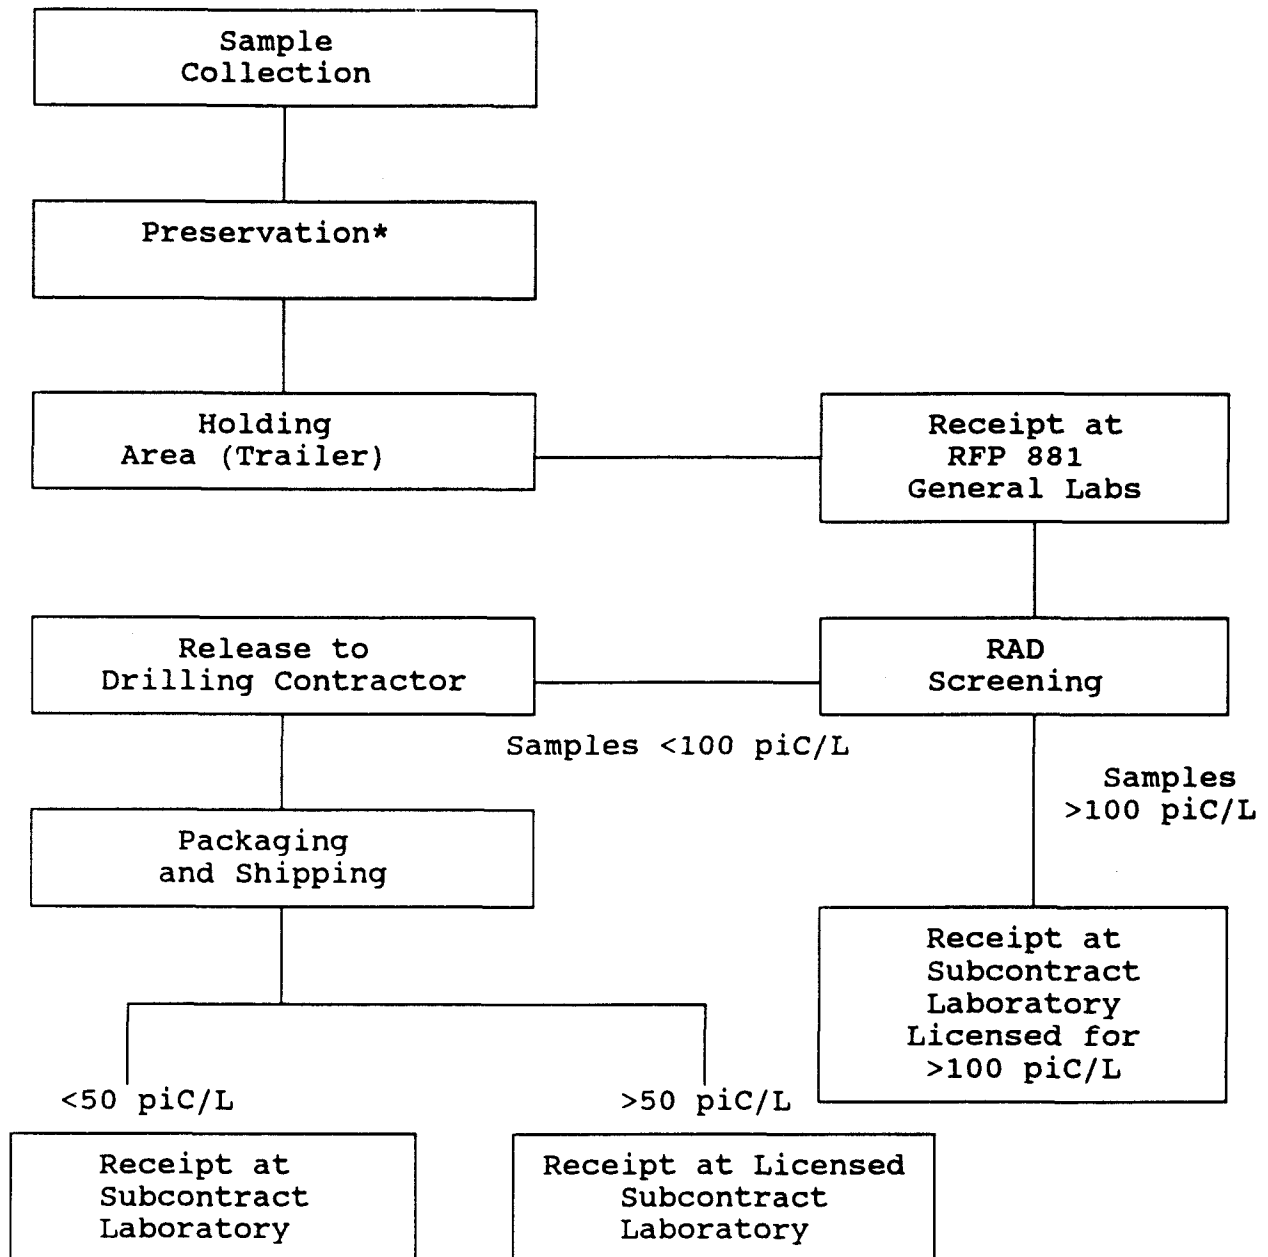 Sample
Collection
Preservation*
Holding
Area (Trailer)
Receipt at
RFP 881
General Labs
Release to
Drilling Contractor
RAD
Screening
Samples <100 piC/L
Samples
>100 piC/L
Packaging
and Shipping
Receipt at
Subcontract
Laboratory
Licensed for
>100 piC/L
<50 piC/L
>50 piC/L
Receipt at
Subcontract
Laboratory
Receipt at Licensed
Subcontract
Laboratory